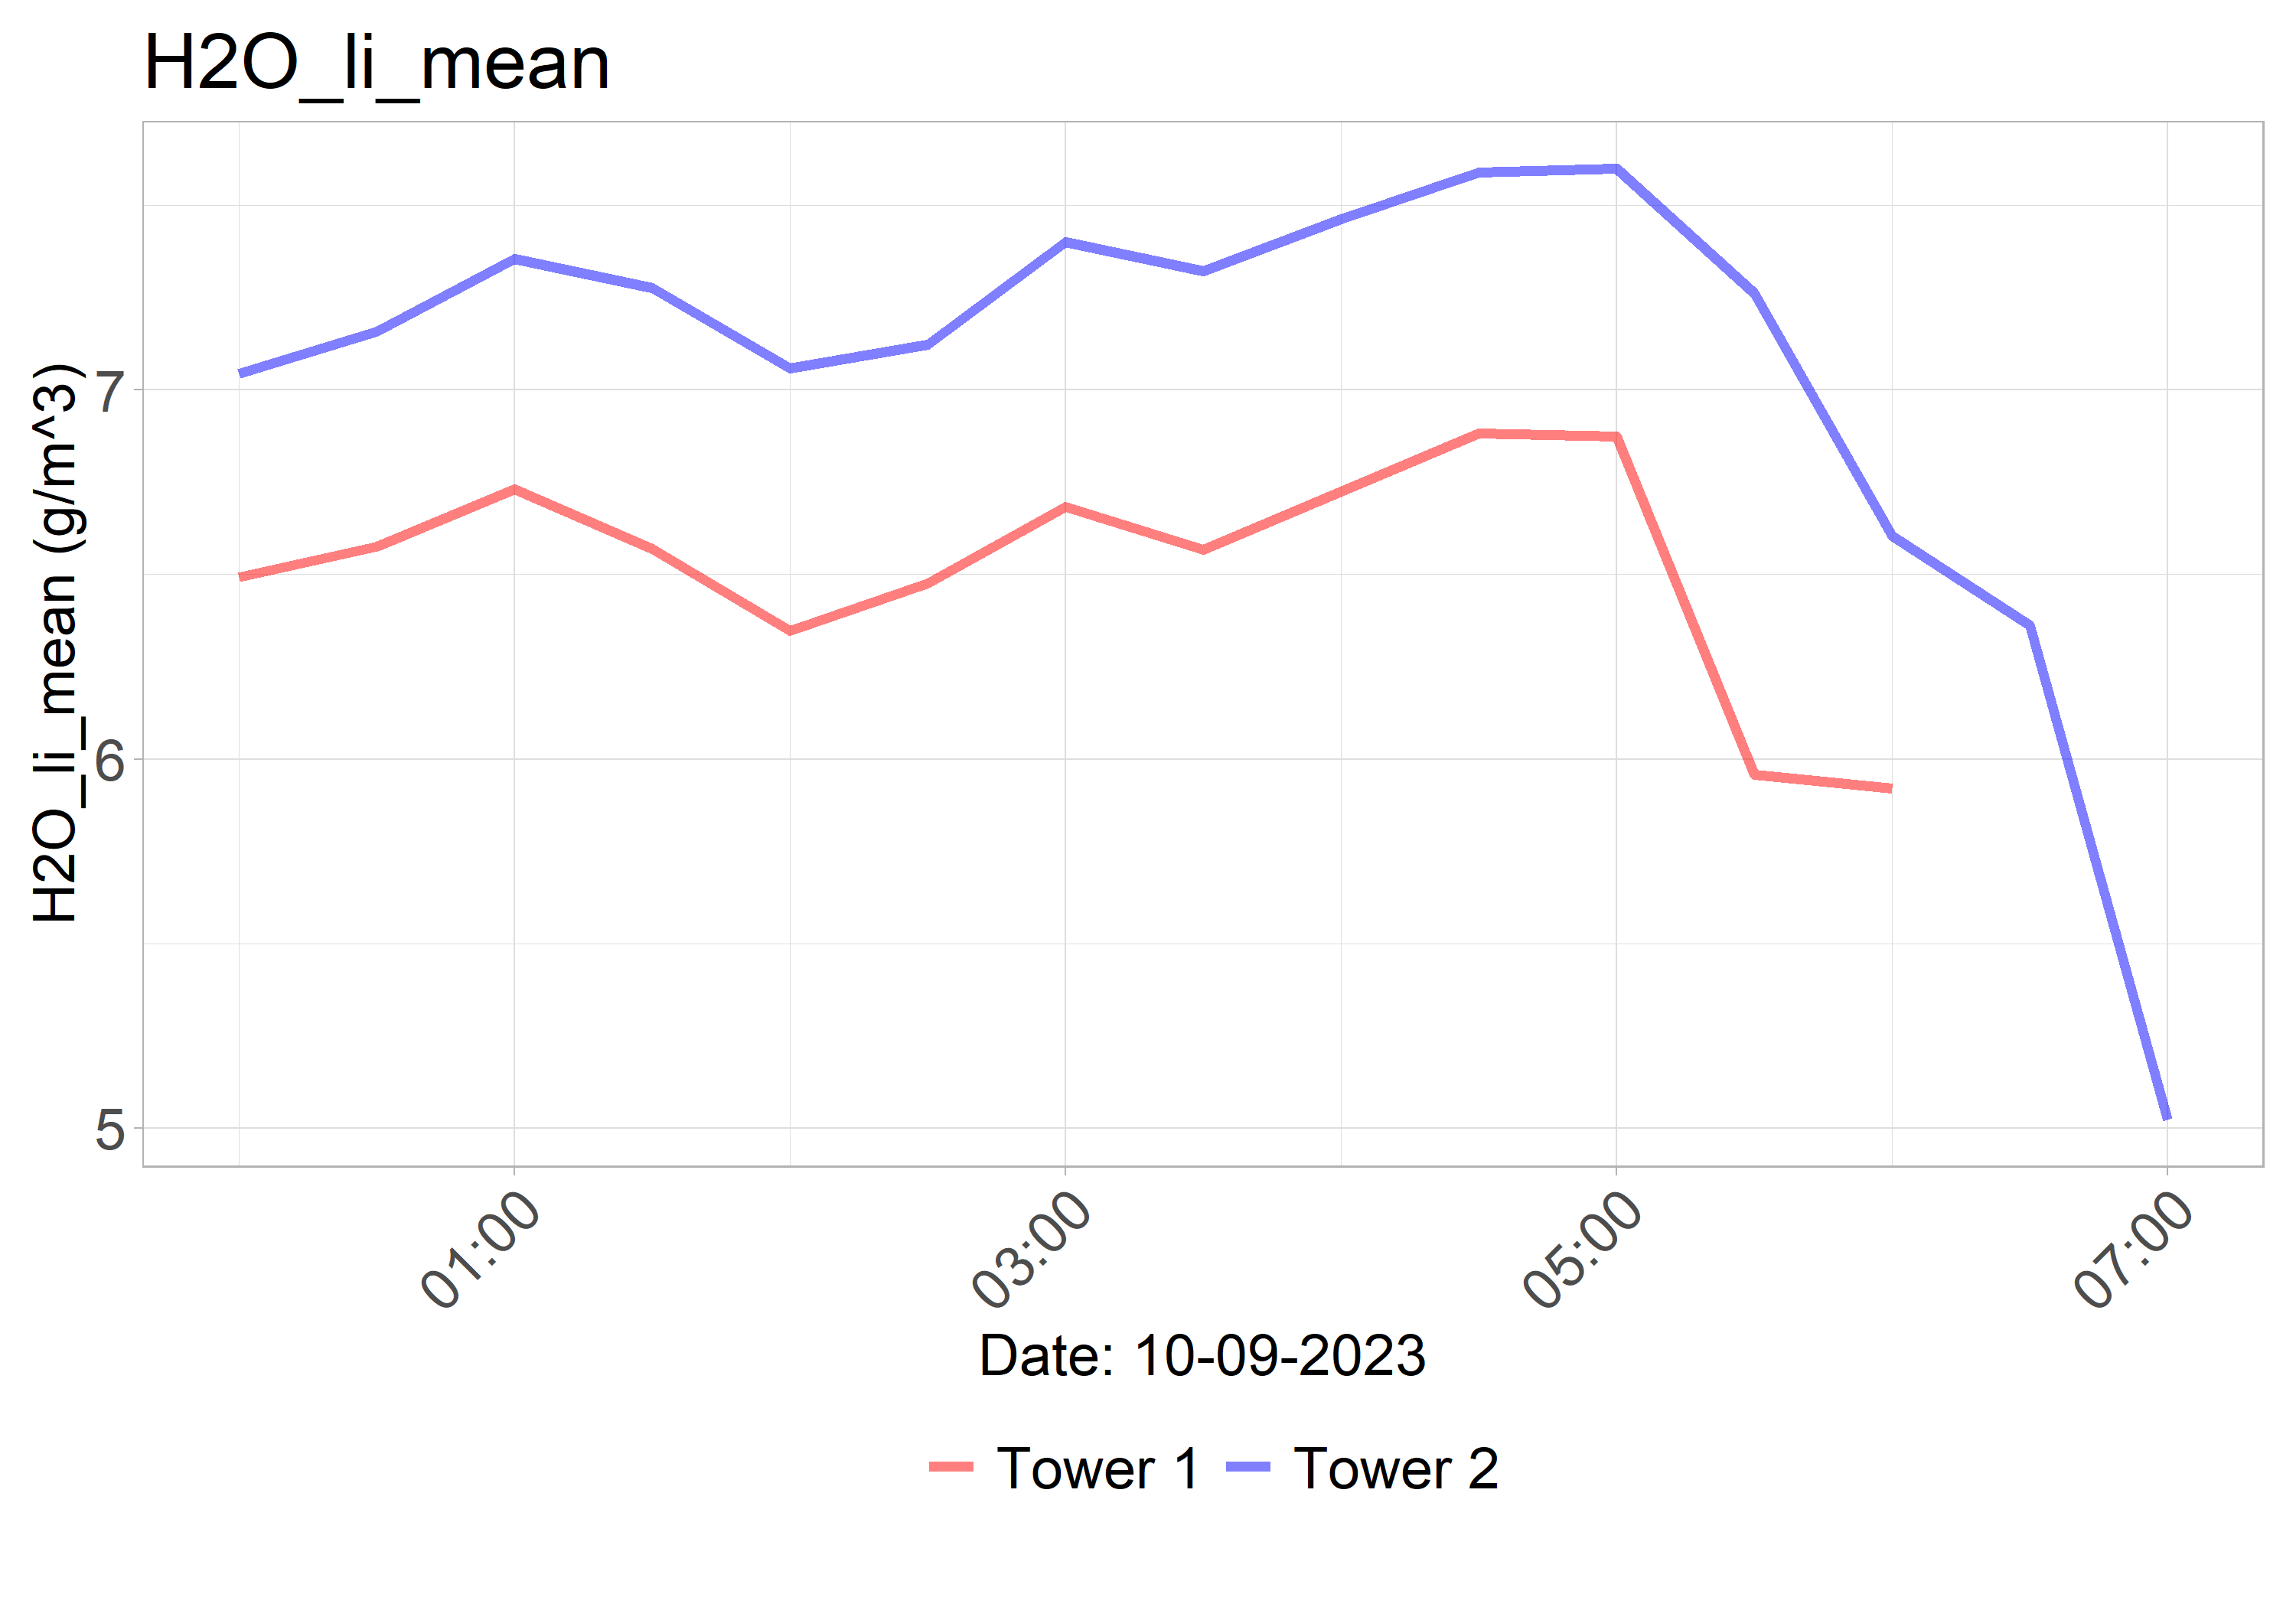 H2O_li_mean
H2O_li_mean (g/m^3)
7
6
5
01:00
03:00
05:00
07:00
Date: 10-09-2023
Tower 1
Tower 2